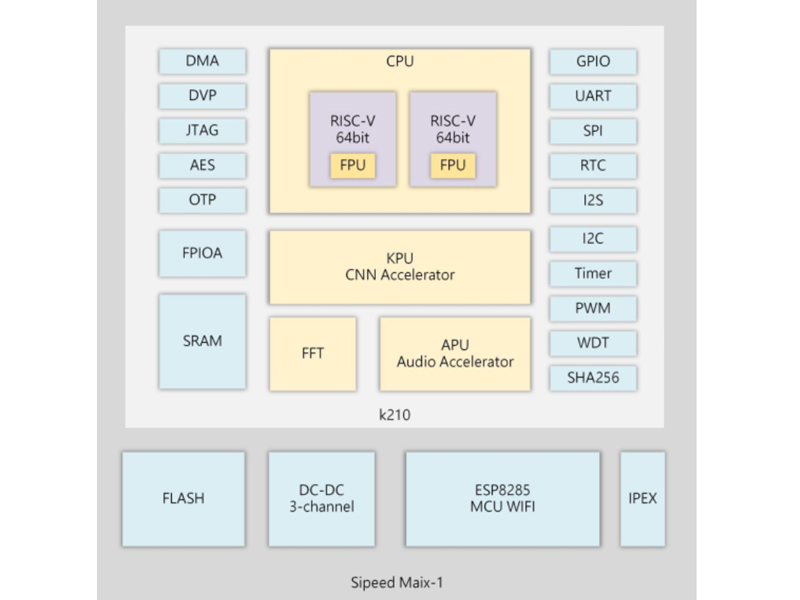 DMA
DVP
JTAG
AES
OTP
FPIOA
SRAM
CPU
RISC-V
64bit
FPU
RISC-V
64bit
FPU
KPU
CNN Accelerator
FFT
APU
Audio Accelerator
GPIO
UART
SPI
RTC
I2S
I2C
Timer
PWM
WDT
SHA256
k210
FLASH
DC-DC
3-channel
ESP8285
MCU WIFI
IPEX
Sipeed Maix-1